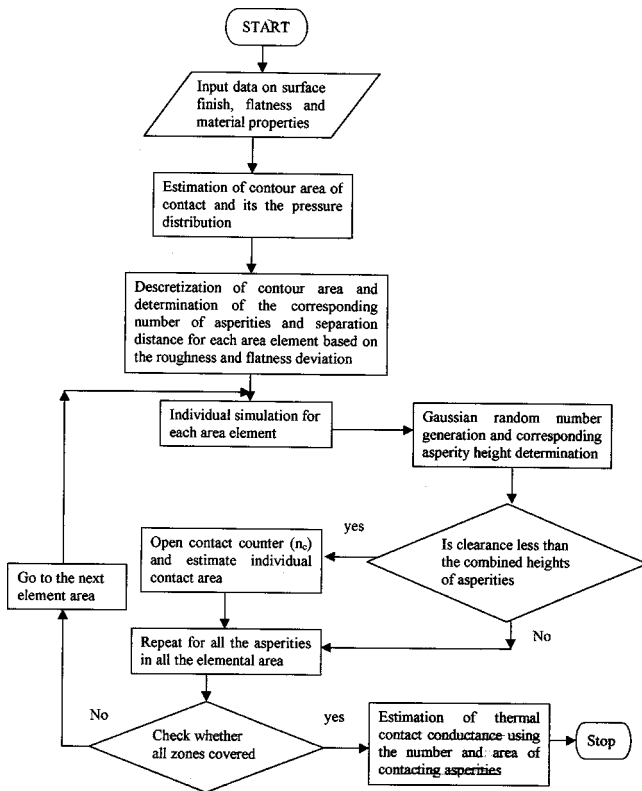 START
Input data on surface
finish, flatness and
material properties
Estimation of contour area of
contact and its the pressure
distribution
Descretization of contour area and
determination of the corresponding
number of asperities and separation
distance for each area element based on
the roughness and flatness deviation
Individual simulation for
each area element
Gaussian random number
generation and corresponding
asperity height determination
yes
Is clearance less than
the combined heights
of asperities
Open contact counter (nc)
and estimate individual
contact area
Go to the next
element area
No
Repeat for all the asperities
in all the elemental area
No
Check whether
all zones covered
yes
Estimation of thermal
contact conductance using
the number and area of
contacting asperities
Stop